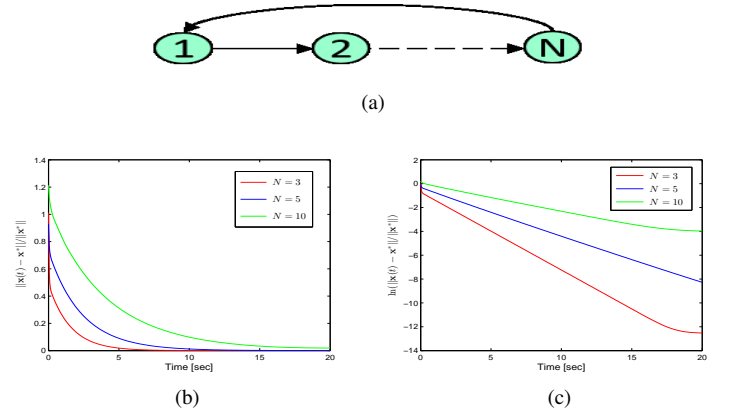 1 2 N
(a)
1.4
1.2
1
0.8
0.6
0.4
0.2
0
0 5 10 15 20
Time [sec]
||x(t) − x*||/||x*||
N = 3
N = 5
N = 10
(b)
2
0
−2
−4
−6
−8
−10
−12
−14
0 5 10 15 20
Time [sec]
ln(||x(t) − x*||/||x*||)
N = 3
N = 5
N = 10
(c)